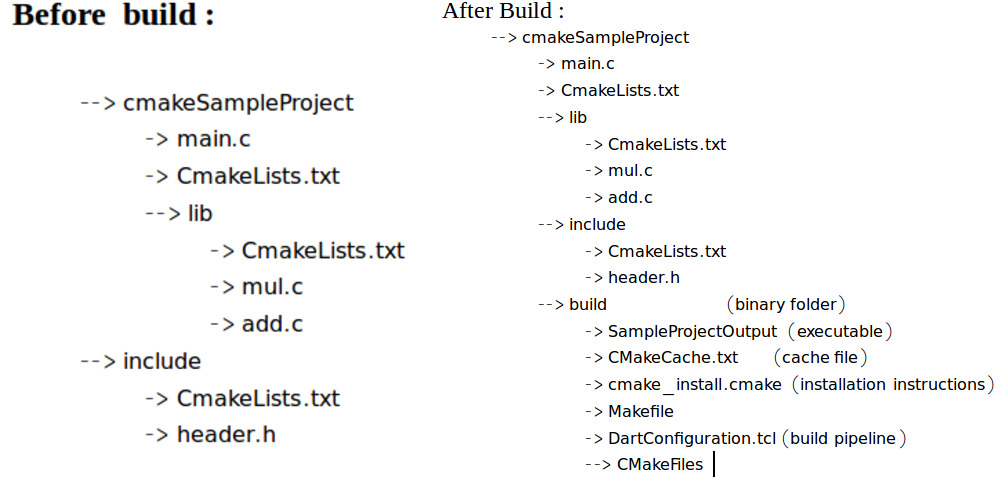 Before build :
--> cmakeSampleProject
-> main.c
-> CmakeLists.txt
--> lib
-> CmakeLists.txt
-> mul.c
-> add.c
--> include
-> CmakeLists.txt
-> header.h
After Build :
--> cmakeSampleProject
-> main.c
-> CmakeLists.txt
--> lib
-> CmakeLists.txt
-> mul.c
-> add.c
--> include
-> CmakeLists.txt
-> header.h
--> build (binary folder)
-> SampleProjectOutput (executable)
-> CMakeCache.txt (cache file)
-> cmake_install.cmake (installation instructions)
-> Makefile
-> DartConfiguration.tcl (build pipeline)
--> CMakeFiles